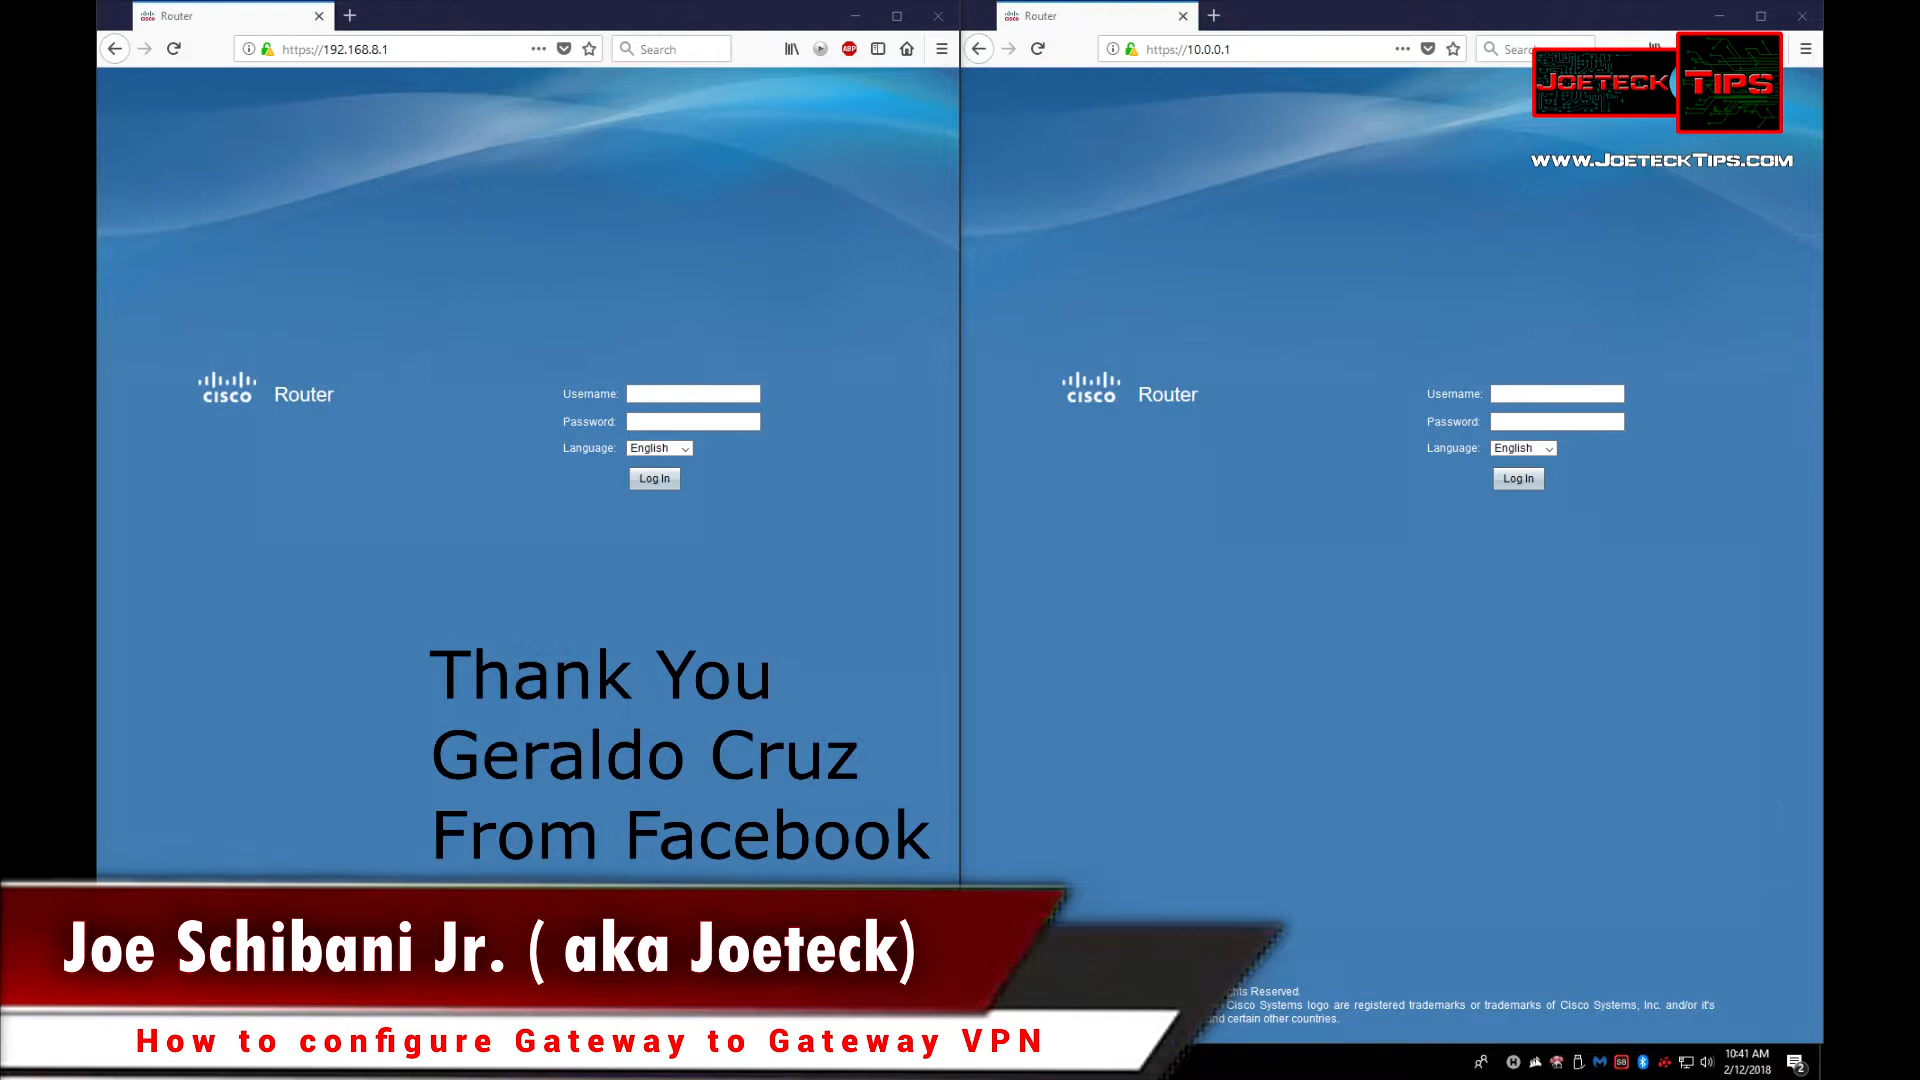 Router
Router
https://192.168.8.1
Search
ABP
https://10.0.0.1
JOETECK TIPS
WWW.JOETECKTIPS.COM
cisco Router
Username:
Password:
Language: English
Log In
cisco Router
Username:
Password:
Language: English
Log In
Thank You
Geraldo Cruz
From Facebook
Joe Schibani Jr. ( aka Joeteck)
How to configure Gateway to Gateway VPN
Reserved.
Cisco Systems logo are registered trademarks or trademarks of Cisco Systems, Inc. and/or it's
certain other countries.
10:41 AM
2/12/2018
2